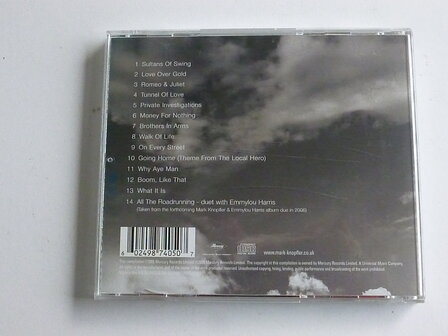 1 Sultans Of Swing
2 Love Over Gold
3 Romeo & Juliet
4 Tunnel Of Love
5 Private Investigations
6 Money For Nothing
7 Brothers In Arms
8 Walk Of Life
9 On Every Street
10 Going Home (Theme From The Local Hero)
11 Why Aye Man
12 Boom, Like That
13 What It Is
14 All The Roadrunning - duet with Emmylou Harris
(Taken from the forthcoming Mark Knopfler & Emmylou Harris album due in 2006)
6 02498 74050 7
www.mark-knopfler.co.uk